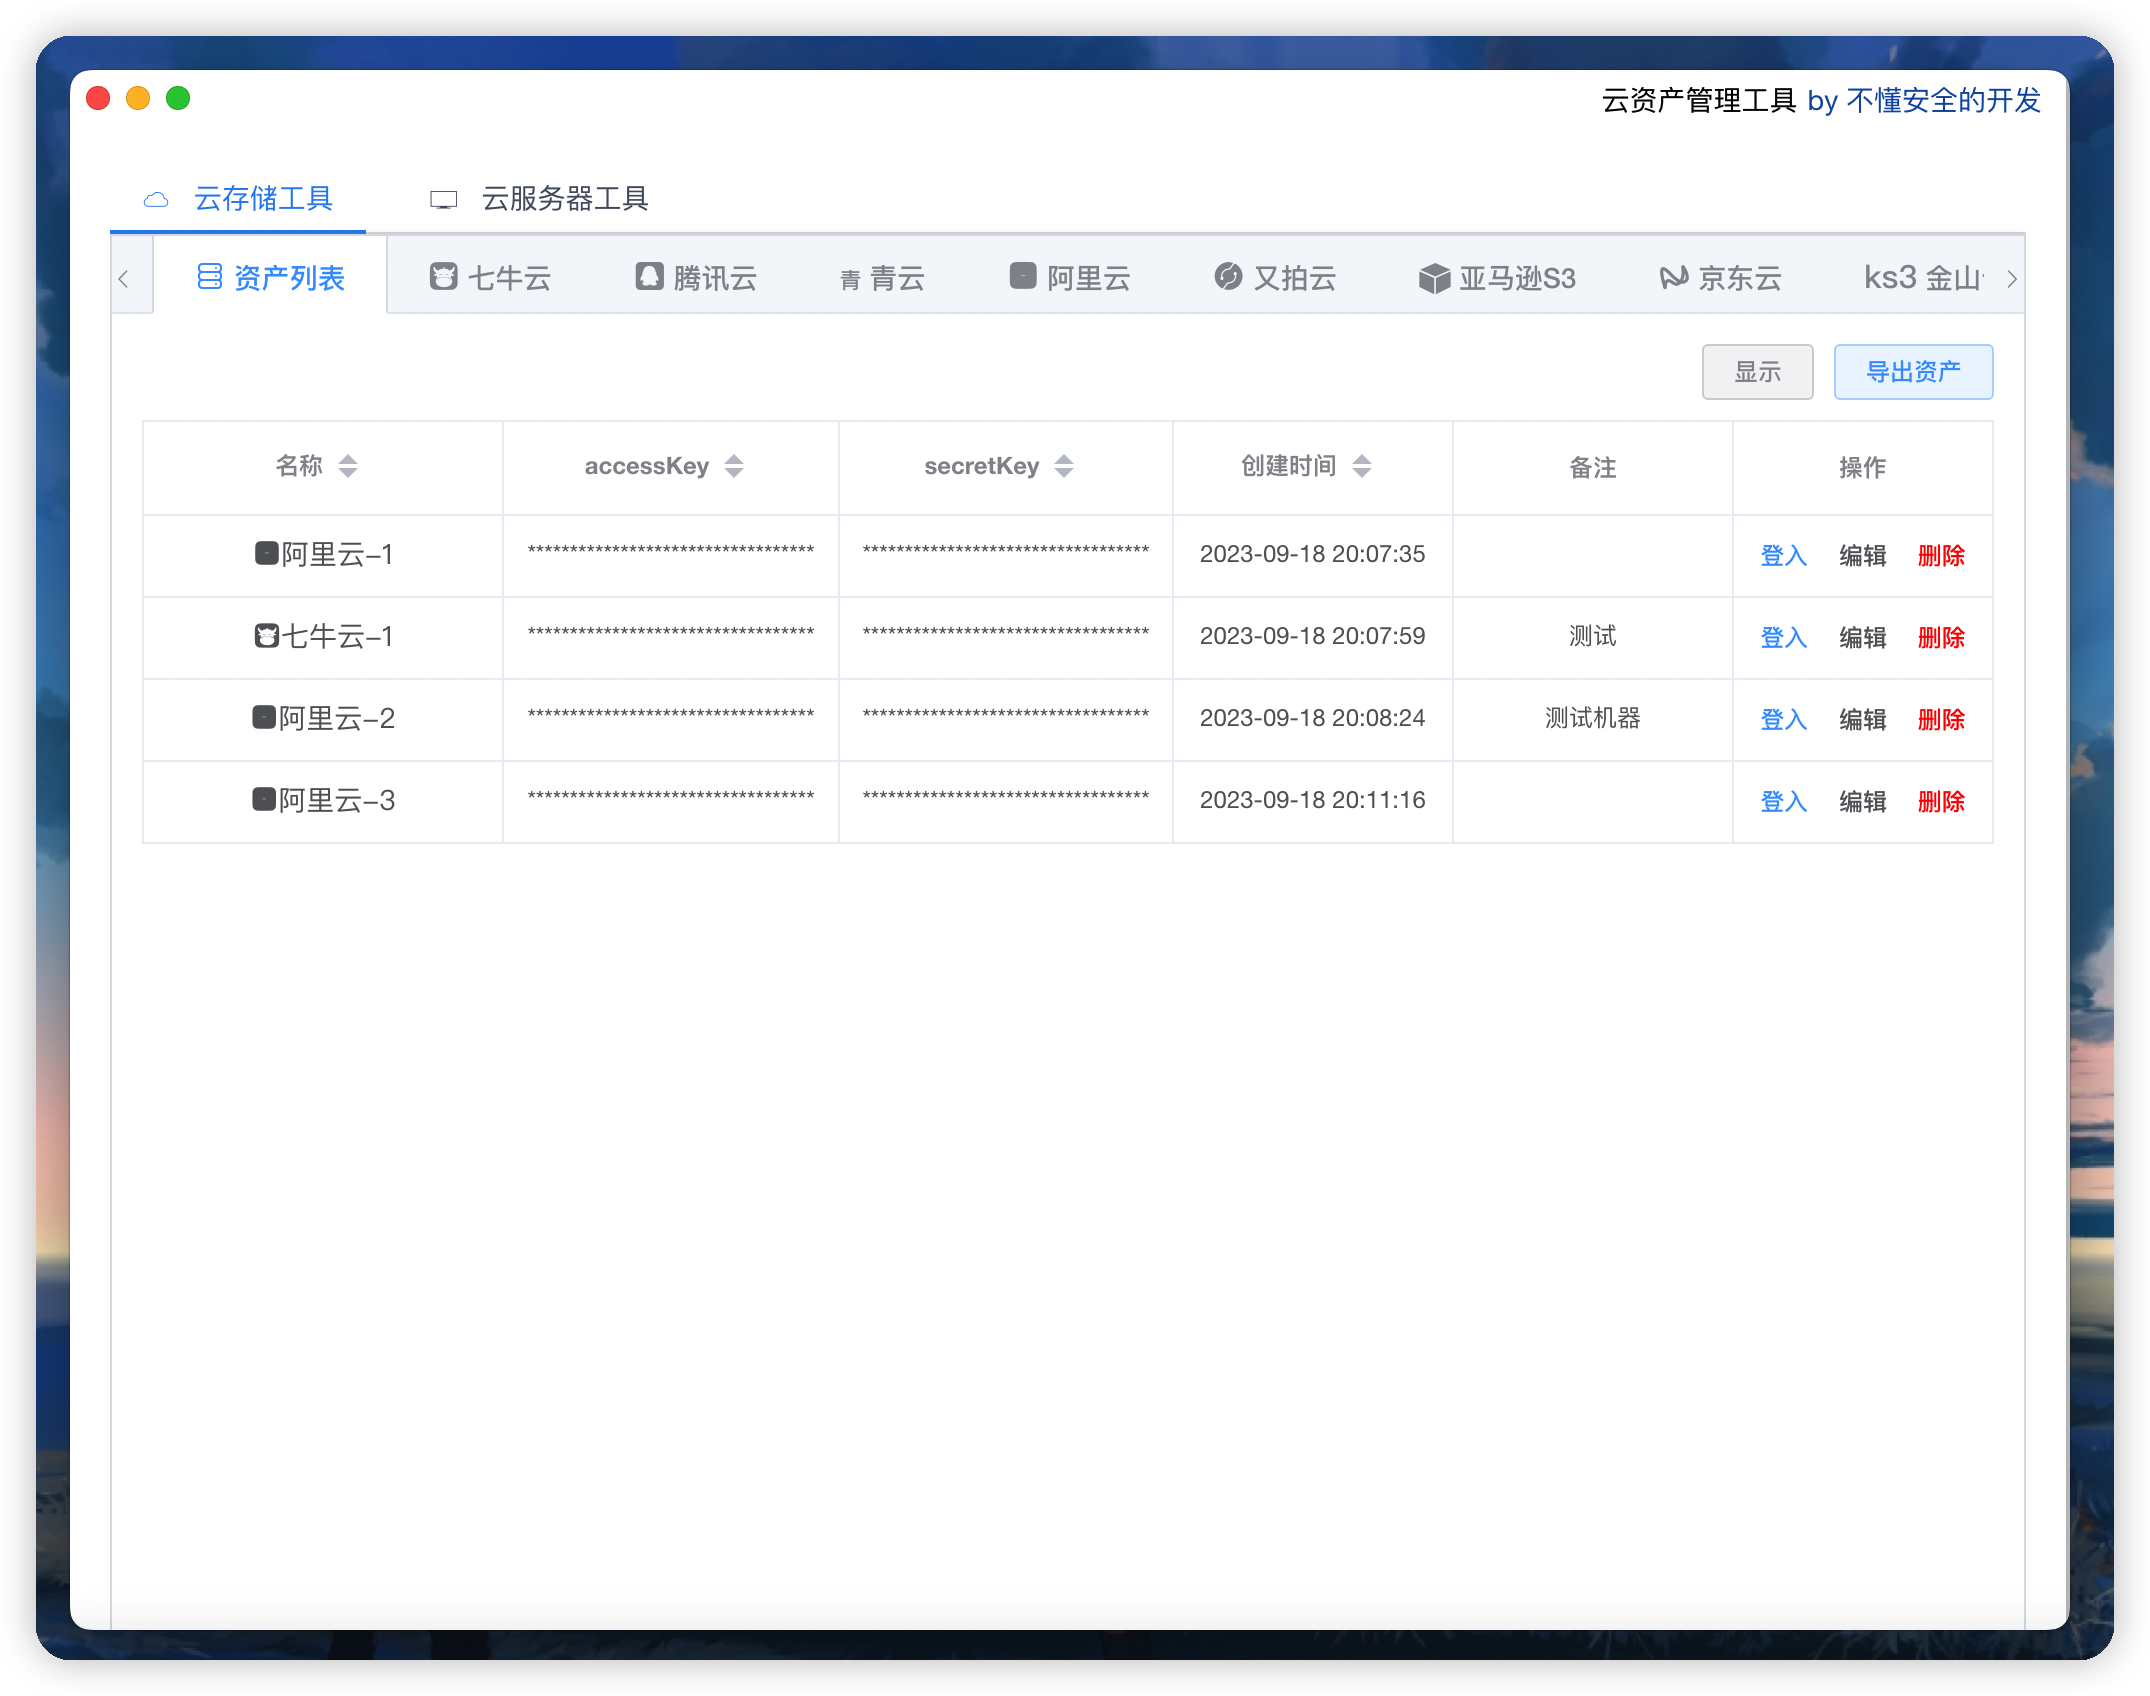 云资产管理工具 by 不懂安全的开发
云存储工具 云服务器工具
资产列表 七牛云 腾讯云 青 青云 阿里云 又拍云 亚马逊S3 京东云 ks3 金山
显示 导出资产
名称 accessKey secretKey 创建时间 备注 操作
阿里云-1 ********************************** ********************************** 2023-09-18 20:07:35 登入 编辑 删除
七牛云-1 ********************************** ********************************** 2023-09-18 20:07:59 测试 登入 编辑 删除
阿里云-2 ********************************** ********************************** 2023-09-18 20:08:24 测试机器 登入 编辑 删除
阿里云-3 ********************************** ********************************** 2023-09-18 20:11:16 登入 编辑 删除